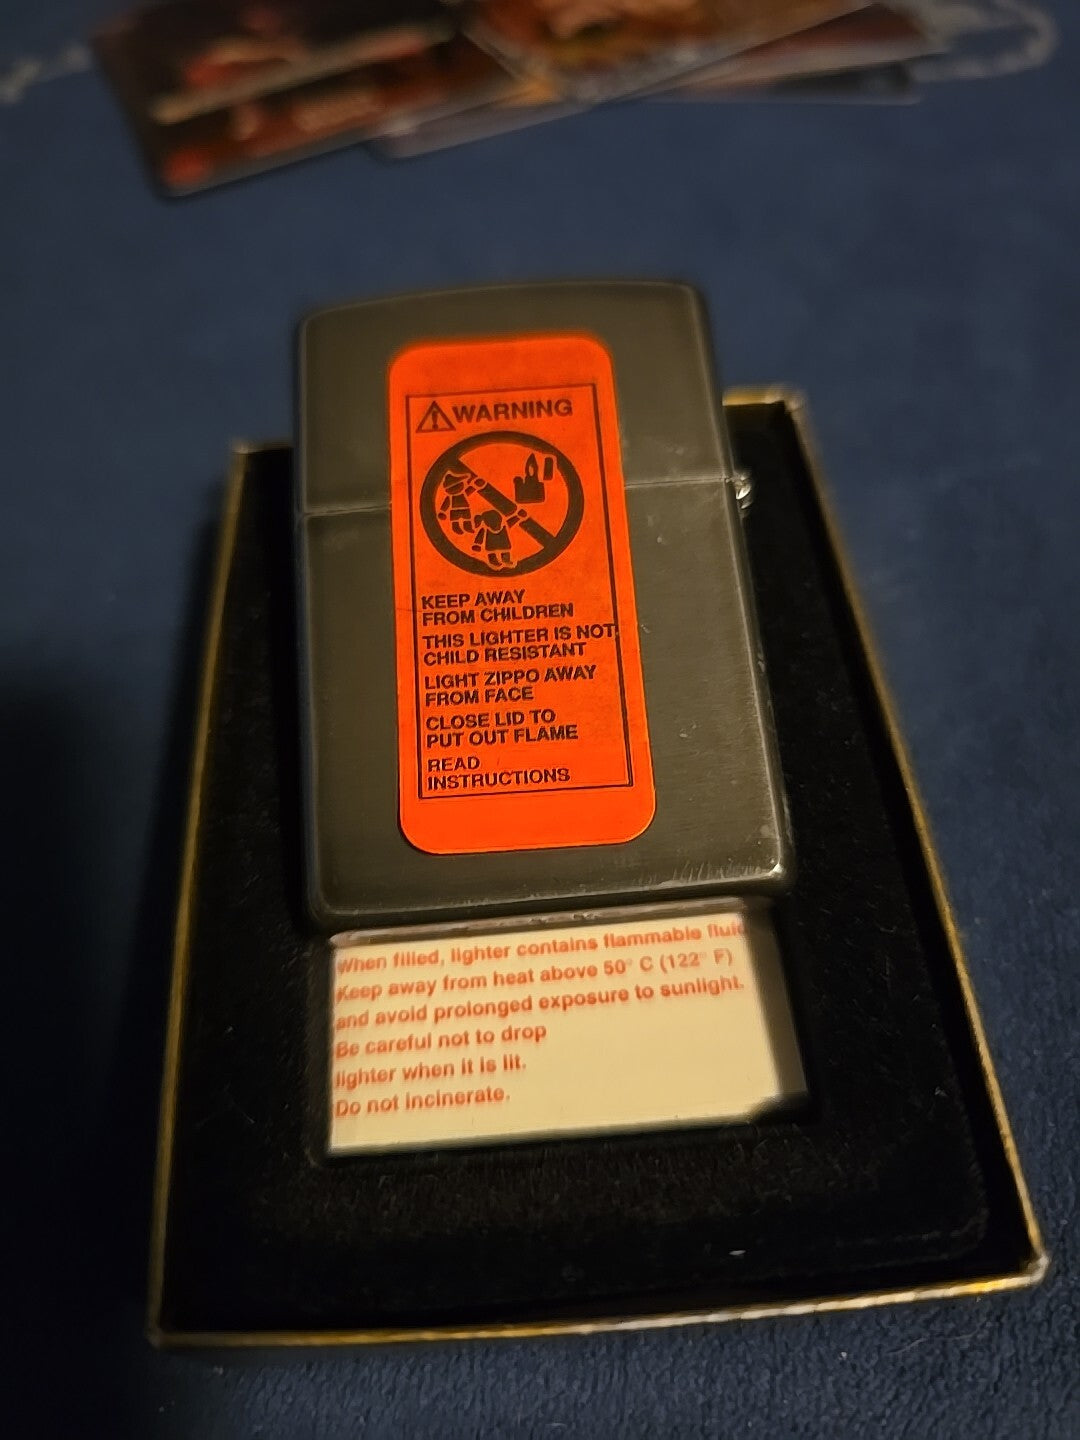 WARNING
KEEP AWAY
FROM CHILDREN
THIS LIGHTER IS NOT
CHILD RESISTANT
LIGHT ZIPPO AWAY
FROM FACE
CLOSE LID TO
PUT OUT FLAME
READ
INSTRUCTIONS
When filled, lighter contains flammable fluid
Keep away from heat above 50° C (122° F)
and avoid prolonged exposure to sunlight.
Be careful not to drop
lighter when it is lit.
Do not incinerate.